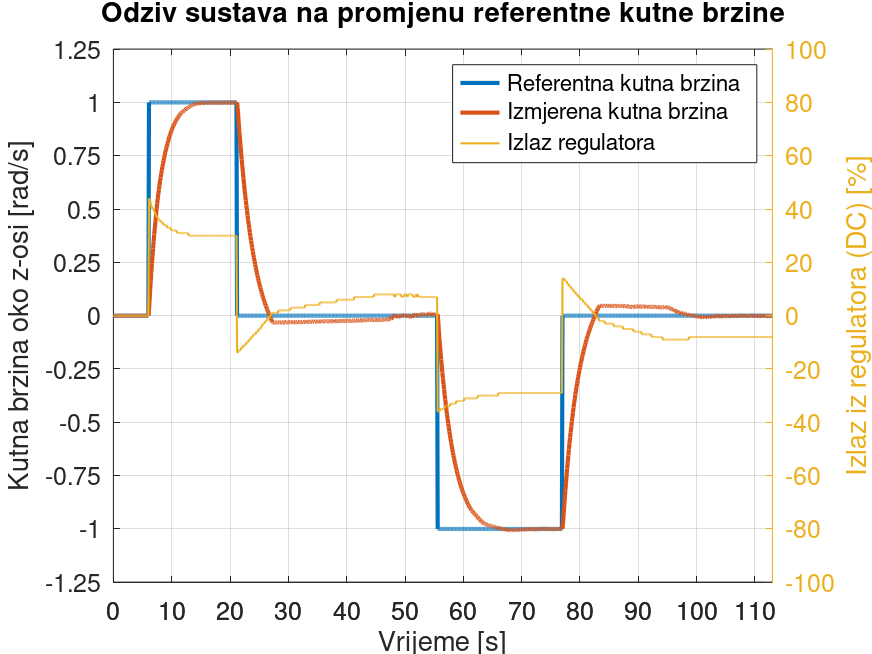 Odziv sustava na promjenu referentne kutne brzine
Kutna brzina oko z-osi [rad/s]
1.25
1
0.75
0.5
0.25
0
-0.25
-0.5
-0.75
-1
-1.25
Referentna kutna brzina
Izmjerena kutna brzina
Izlaz regulatora
100
80
60
40
20
0
-20
-40
-60
-80
-100
Izlaz iz regulatora (DC) [%]
0 10 20 30 40 50 60 70 80 90 100 110
Vrijeme [s]